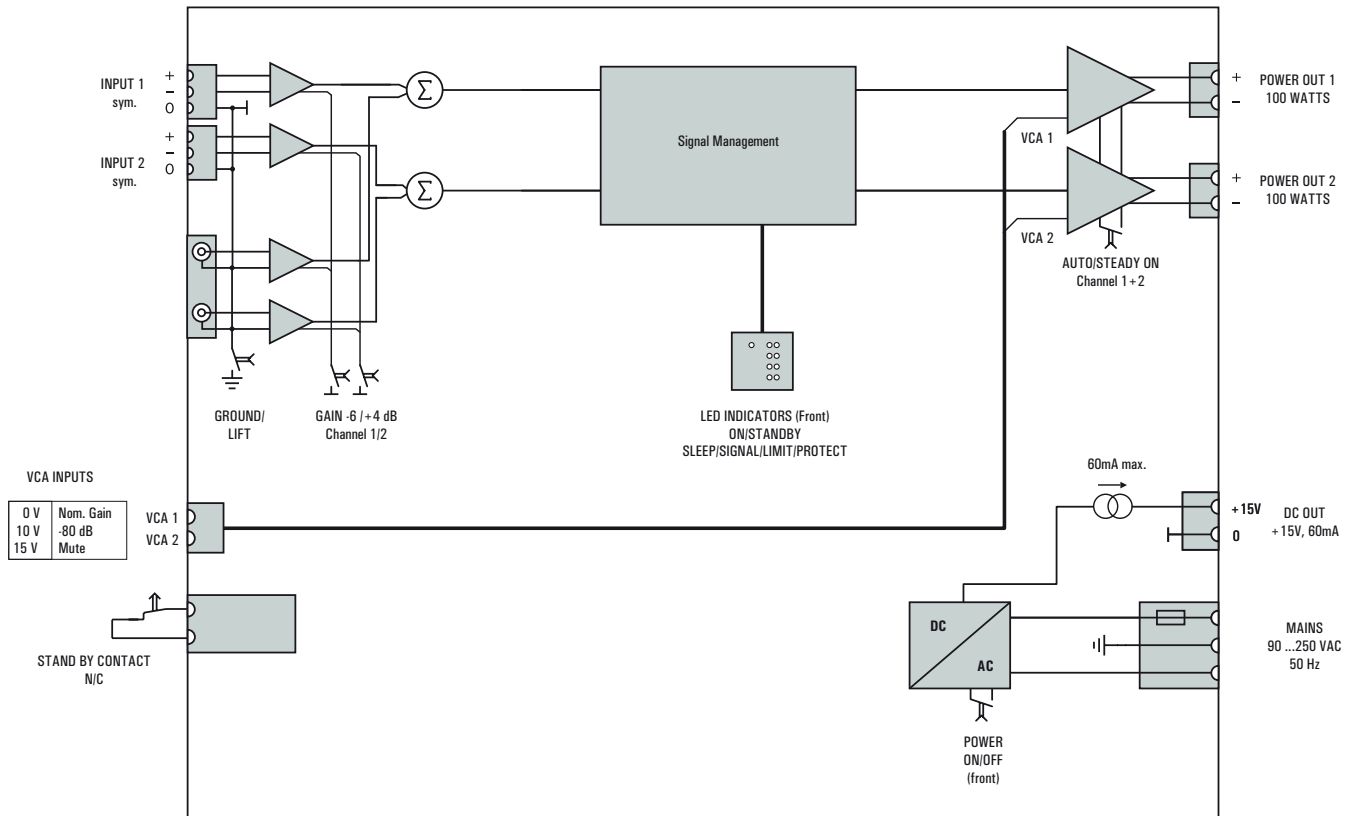 INPUT 1
sym.
+
–
0
INPUT 2
sym.
+
–
0
Σ
Σ
Signal Management
VCA 1
VCA 2
+
–
POWER OUT 1
100 WATTS
+
–
POWER OUT 2
100 WATTS
AUTO/STEADY ON
Channel 1+2
GROUND/
LIFT
GAIN -6 /+4 dB
Channel 1/2
LED INDICATORS (Front)
ON/STANDBY
SLEEP/SIGNAL/LIMIT/PROTECT
VCA INPUTS
0 V Nom. Gain
10 V -80 dB
15 V Mute
VCA 1
VCA 2
60mA max.
+15V
0
DC OUT
+15V, 60mA
STAND BY CONTACT
N/C
DC
AC
MAINS
90 ...250 VAC
50 Hz
POWER
ON/OFF
(front)